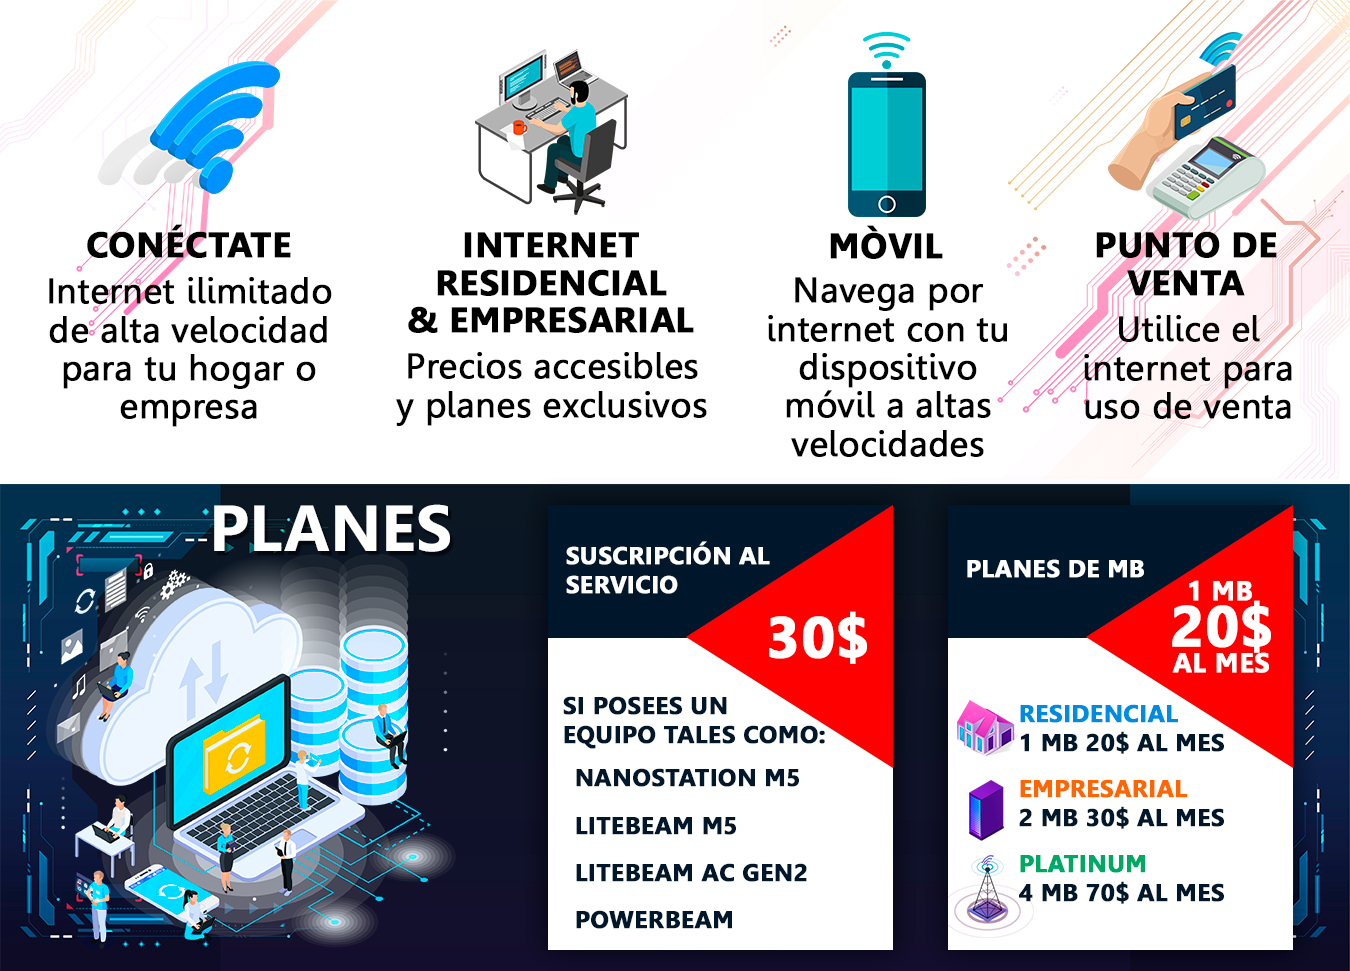 CONÉCTATE
Internet ilimitado
de alta velocidad
para tu hogar o
empresa
INTERNET
RESIDENCIAL
& EMPRESARIAL
Precios accesibles
y planes exclusivos
MÒVIL
Navega por
internet con tu
dispositivo
móvil a altas
velocidades
PUNTO DE
VENTA
Utilice el
internet para
uso de venta
PLANES
SUSCRIPCIÓN AL
SERVICIO
30$
SI POSEES UN
EQUIPO TALES COMO:
NANOSTATION M5
LITEBEAM M5
LITEBEAM AC GEN2
POWERBEAM
PLANES DE MB
1 MB
20$
AL MES
RESIDENCIAL
1 MB 20$ AL MES
EMPRESARIAL
2 MB 30$ AL MES
PLATINUM
4 MB 70$ AL MES